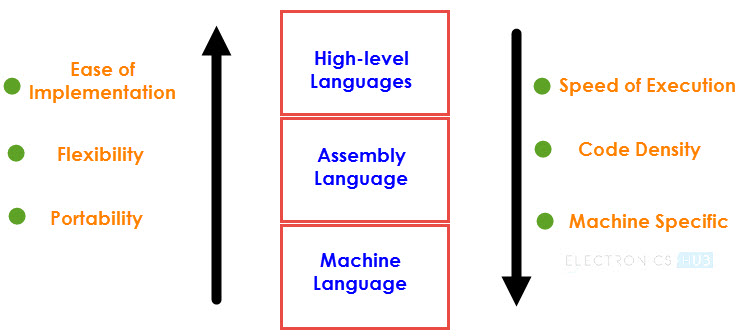 Ease of
Implementation
Flexibility
Portability
High-level
Languages
Assembly
Language
Machine
Language
Speed of Execution
Code Density
Machine Specific
ELECTRONICS HUB